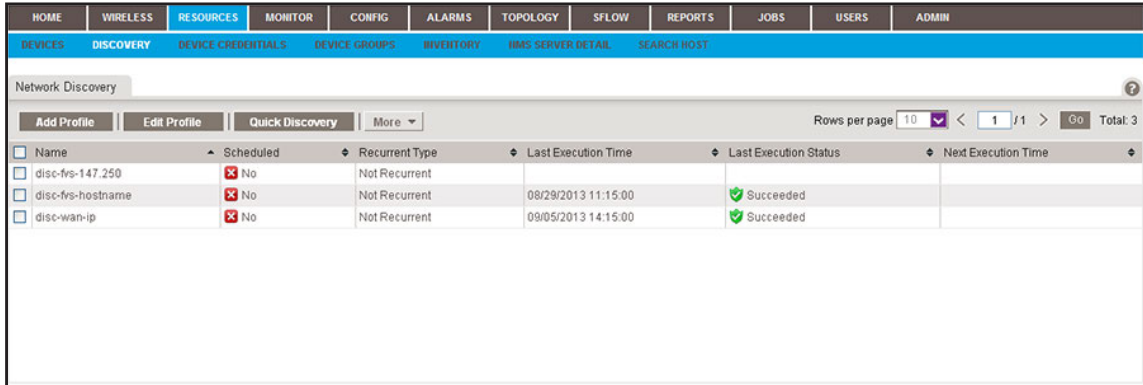 HOME WIRELESS RESOURCES MONITOR CONFIG ALARMS TOPOLOGY SFLOW REPORTS JOBS USERS ADMIN
DEVICES DISCOVERY DEVICE CREDENTIALS DEVICE GROUPS INVENTORY NMS SERVER DETAIL SEARCH HOST
Network Discovery ?
Add Profile Edit Profile Quick Discovery More Rows per page 10 < 1 /1 > Go Total: 3
Name Scheduled Recurrent Type Last Execution Time Last Execution Status Next Execution Time
disc-fvs-147.250 No Not Recurrent
disc-fvs-hostname No Not Recurrent 08/29/2013 11:15:00 Succeeded
disc-wan-ip No Not Recurrent 09/05/2013 14:15:00 Succeeded